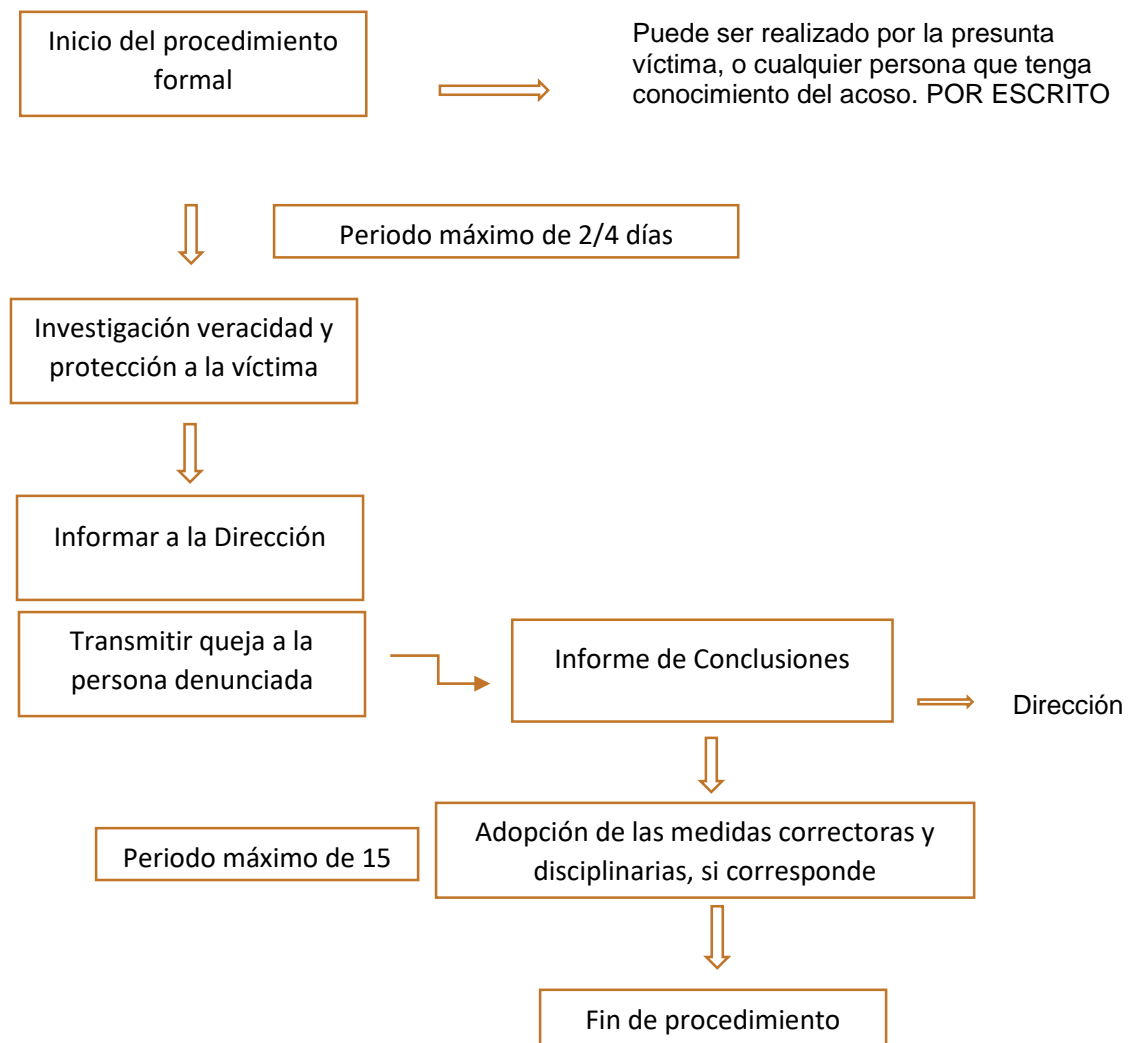 Inicio del procedimiento
formal
Puede ser realizado por la presunta
víctima, o cualquier persona que tenga
conocimiento del acoso. POR ESCRITO
Periodo máximo de 2/4 días
Investigación veracidad y
protección a la víctima
Informar a la Dirección
Transmitir queja a la
persona denunciada
Informe de Conclusiones
Dirección
Adopción de las medidas correctoras y
disciplinarias, si corresponde
Periodo máximo de 15
Fin de procedimiento